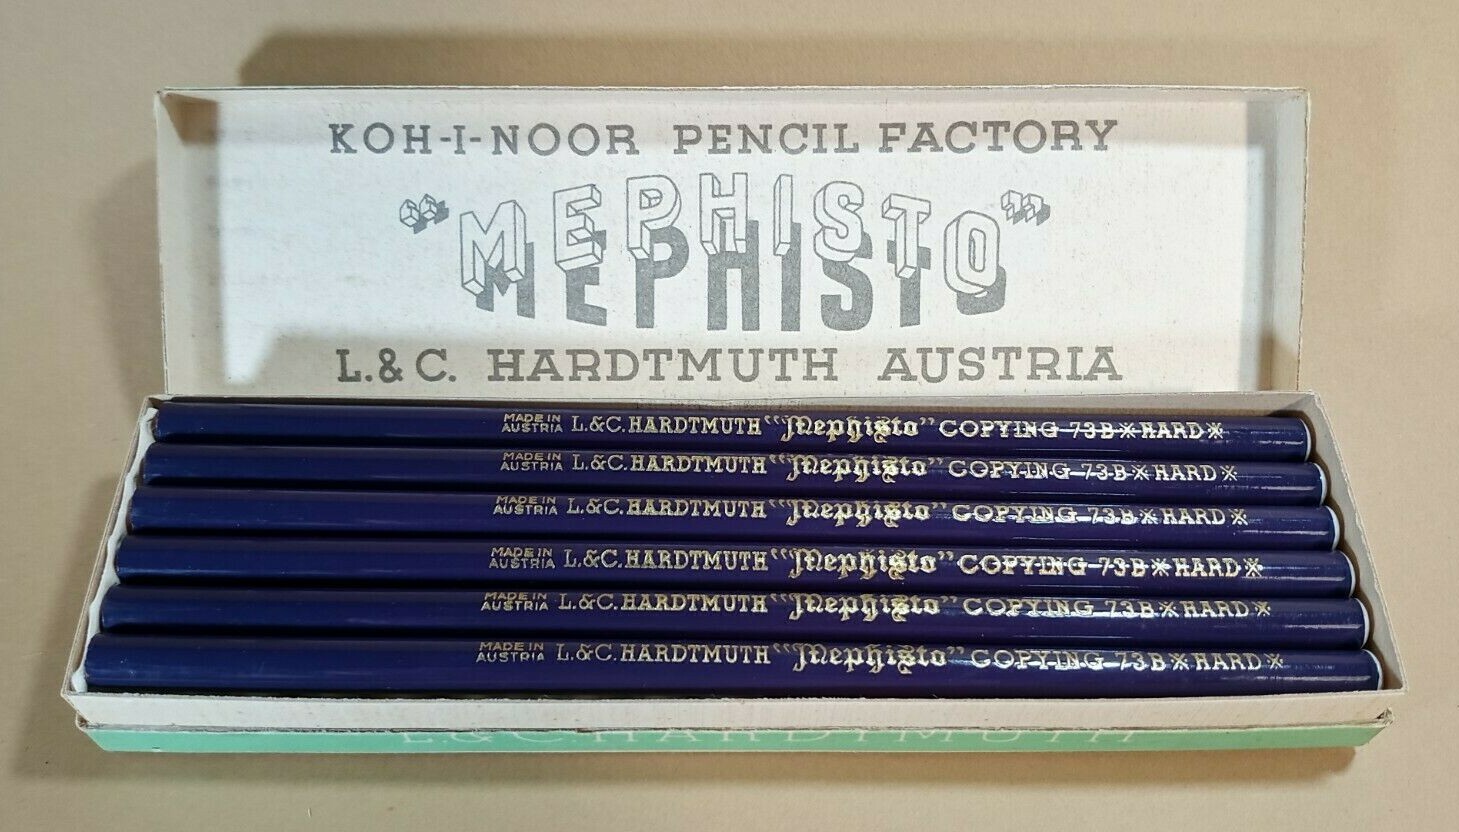 KOH-I-NOOR PENCIL FACTORY
“MEPHISTO”
L.&C. HARDTMUTH AUSTRIA
MADE IN AUSTRIA L.&C.HARDTMUTH “Mephisto” COPYING 73B※HARD※
MADE IN AUSTRIA L.&C.HARDTMUTH “Mephisto” COPYING 73B※HARD※
MADE IN AUSTRIA L.&C.HARDTMUTH “Mephisto” COPYING 73B※HARD※
MADE IN AUSTRIA L.&C.HARDTMUTH “Mephisto” COPYING 73B※HARD※
MADE IN AUSTRIA L.&C.HARDTMUTH “Mephisto” COPYING 73B※HARD※
MADE IN AUSTRIA L.&C.HARDTMUTH “Mephisto” COPYING 73B※HARD※
L.&C.HARDTMUTH